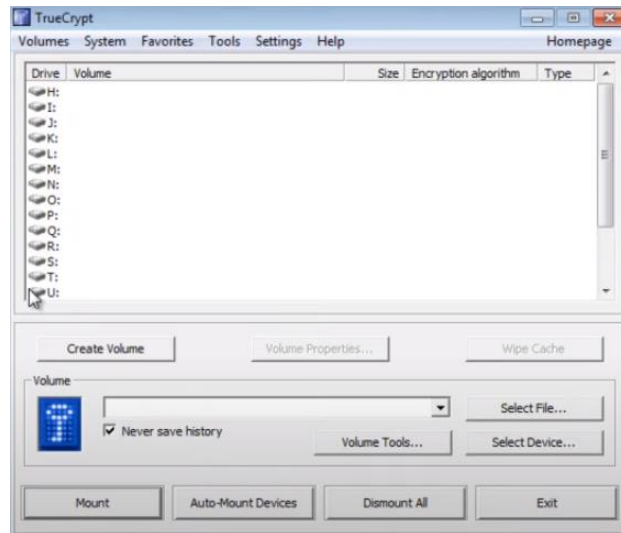 TrueCrypt
Volumes System Favorites Tools Settings Help Homepage
Drive Volume Size Encryption algorithm Type
H:
I:
J:
K:
L:
M:
N:
O:
P:
Q:
R:
S:
T:
U:
Create Volume Volume Properties... Wipe Cache
Volume
Select File...
Never save history
Volume Tools... Select Device...
Mount Auto-Mount Devices Dismount All Exit